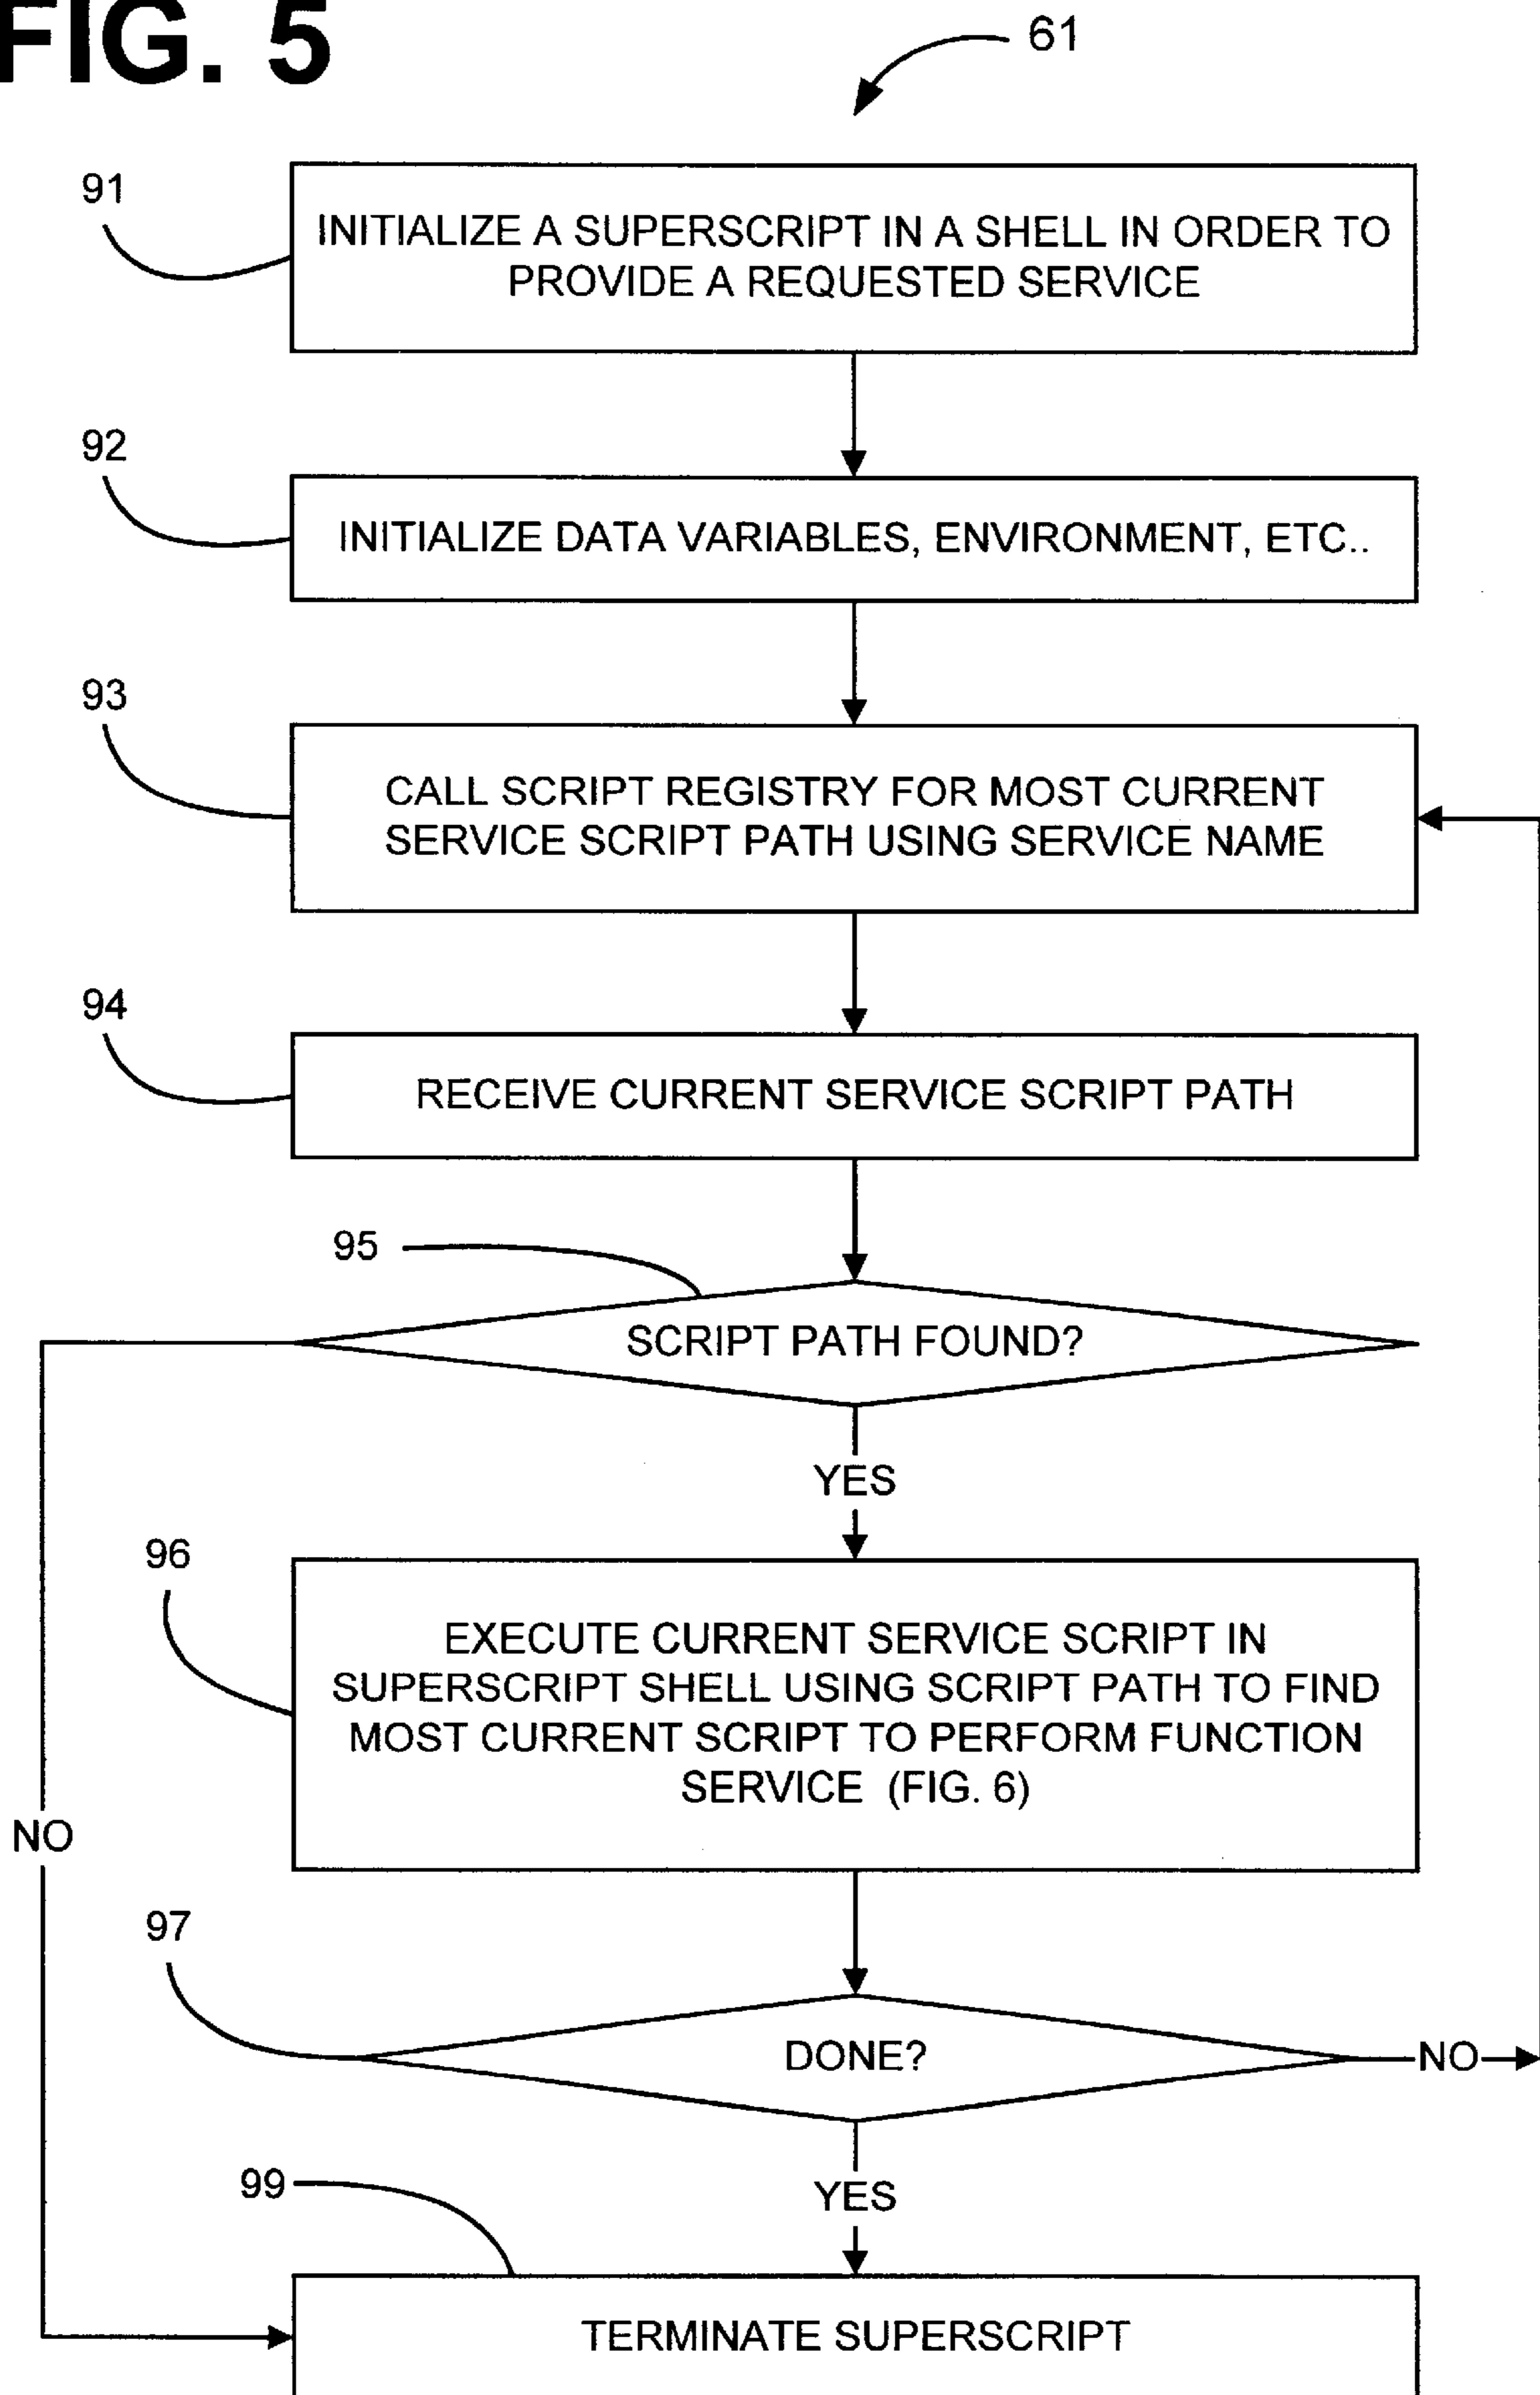 FIG. 5
61
91
INITIALIZE A SUPERSCRIPT IN A SHELL IN ORDER TO
PROVIDE A REQUESTED SERVICE
92
INITIALIZE DATA VARIABLES, ENVIRONMENT, ETC..
93
CALL SCRIPT REGISTRY FOR MOST CURRENT
SERVICE SCRIPT PATH USING SERVICE NAME
94
RECEIVE CURRENT SERVICE SCRIPT PATH
95
SCRIPT PATH FOUND?
YES
96
EXECUTE CURRENT SERVICE SCRIPT IN
SUPERSCRIPT SHELL USING SCRIPT PATH TO FIND
MOST CURRENT SCRIPT TO PERFORM FUNCTION
SERVICE (FIG. 6)
NO
97
DONE?
NO
99
YES
TERMINATE SUPERSCRIPT